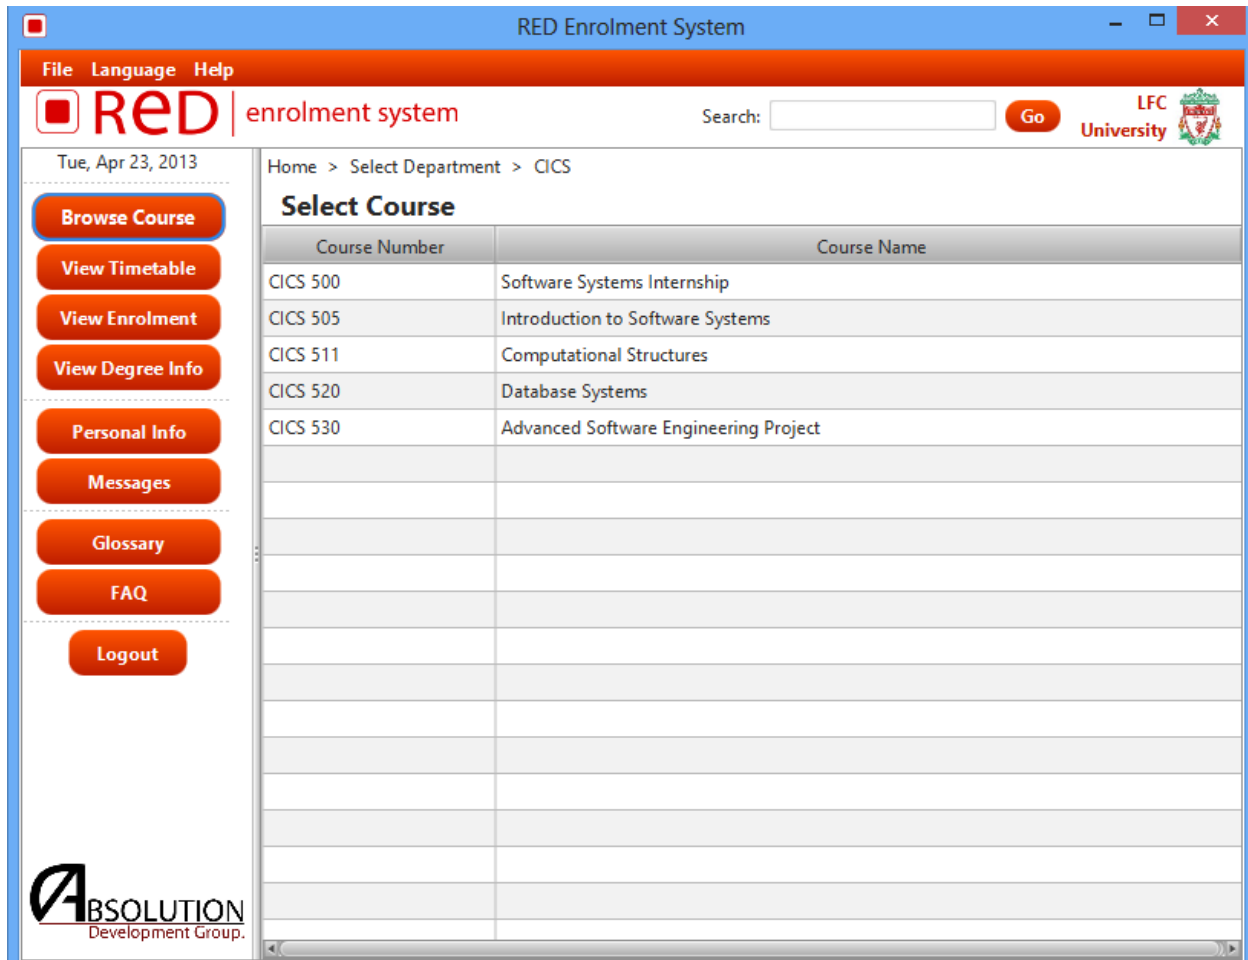 RED Enrolment System
File Language Help
ReD | enrolment system
Search:
Go
LFC
University
Tue, Apr 23, 2013
Browse Course
View Timetable
View Enrolment
View Degree Info
Personal Info
Messages
Glossary
FAQ
Logout
ABSOLUTION
Development Group.
Home > Select Department > CICS
Select Course
Course Number Course Name
CICS 500 Software Systems Internship
CICS 505 Introduction to Software Systems
CICS 511 Computational Structures
CICS 520 Database Systems
CICS 530 Advanced Software Engineering Project